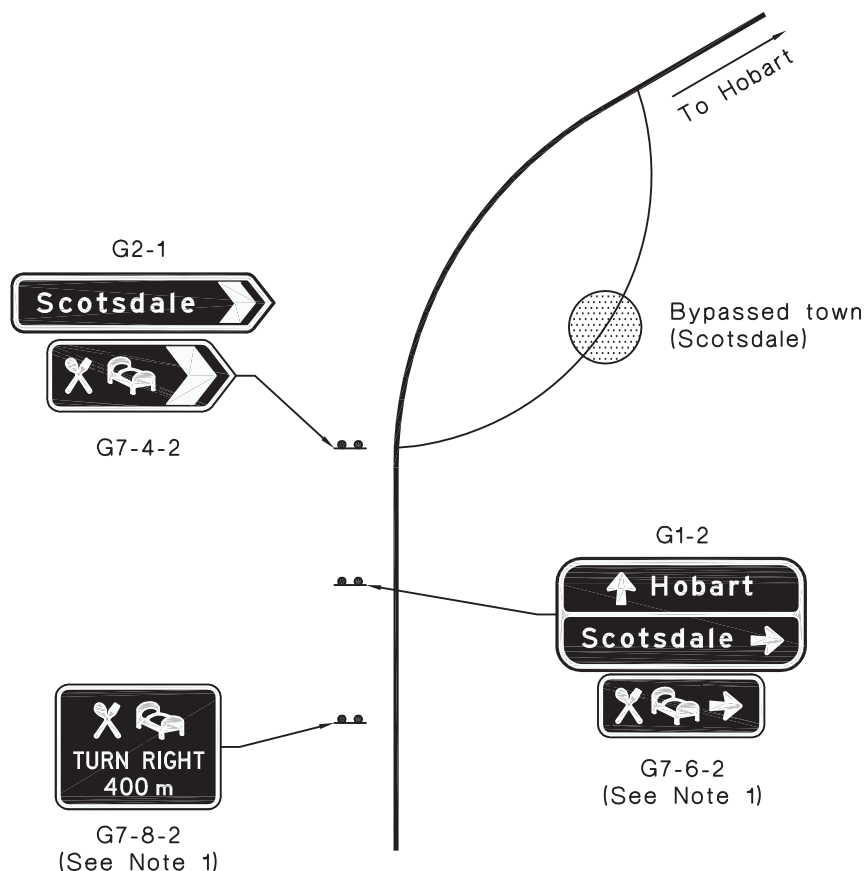 To Hobart
G2-1
Scotsdale
G7-4-2
Bypassed town
(Scotsdale)
G1-2
Hobart
Scotsdale
G7-6-2
(See Note 1)
TURN RIGHT
400 m
G7-8-2
(See Note 1)